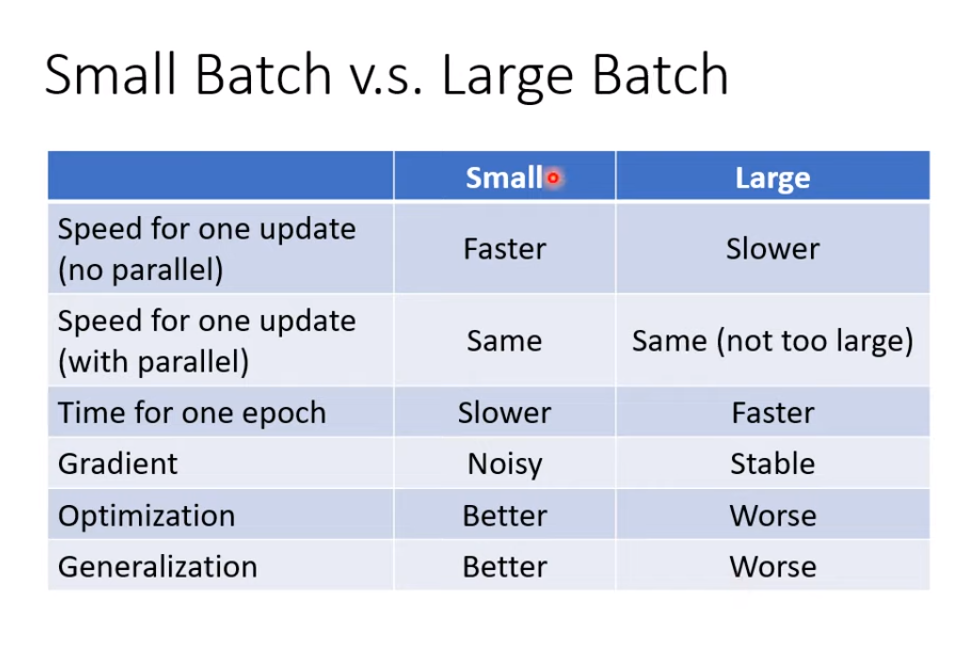 Small Batch v.s. Large Batch
Small Large
Speed for one update
(no parallel)
Faster Slower
Speed for one update
(with parallel)
Same Same (not too large)
Time for one epoch Slower Faster
Gradient Noisy Stable
Optimization Better Worse
Generalization Better Worse